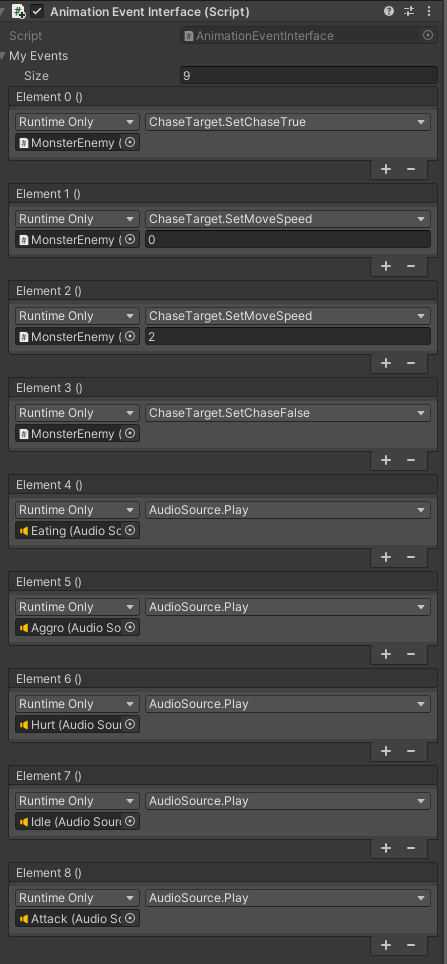 Animation Event Interface (Script)
Script AnimationEventInterface
My Events
Size 9
Element 0 ()
Runtime Only ChaseTarget.SetChaseTrue
MonsterEnemy (
Element 1 ()
Runtime Only ChaseTarget.SetMoveSpeed
MonsterEnemy ( 0
Element 2 ()
Runtime Only ChaseTarget.SetMoveSpeed
MonsterEnemy ( 2
Element 3 ()
Runtime Only ChaseTarget.SetChaseFalse
MonsterEnemy (
Element 4 ()
Runtime Only AudioSource.Play
Eating (Audio So
Element 5 ()
Runtime Only AudioSource.Play
Aggro (Audio So
Element 6 ()
Runtime Only AudioSource.Play
Hurt (Audio Sour
Element 7 ()
Runtime Only AudioSource.Play
Idle (Audio Sourc
Element 8 ()
Runtime Only AudioSource.Play
Attack (Audio So